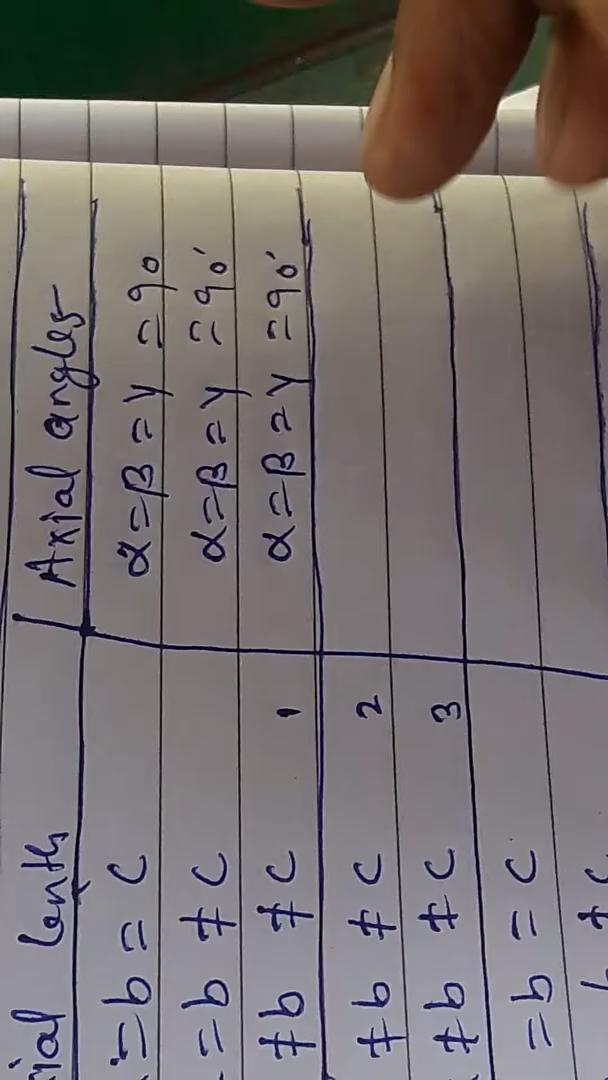 ial lenth | Axial angles
= b = c α = β = γ = 90
= b ≠ c α = β = γ = 90°
≠ b ≠ c 1 α = β = γ = 90°
≠ b ≠ c 2
≠ b ≠ c 3
= b = c
b ≠ c